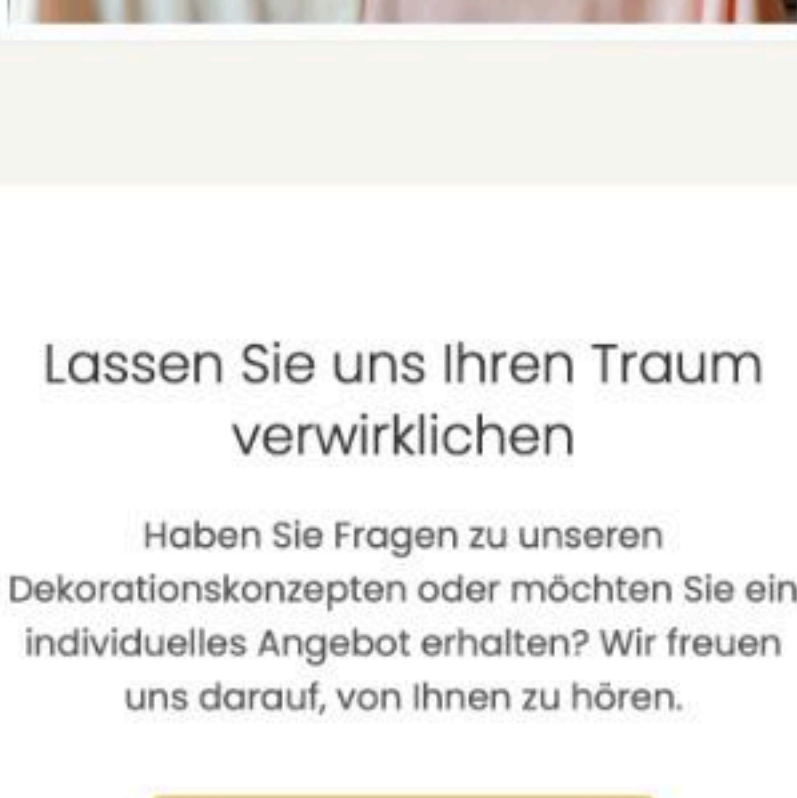 Lassen Sie uns Ihren Traum
verwirklichen
Haben Sie Fragen zu unseren
Dekorationskonzepten oder möchten Sie ein
individuelles Angebot erhalten? Wir freuen
uns darauf, von Ihnen zu hören.